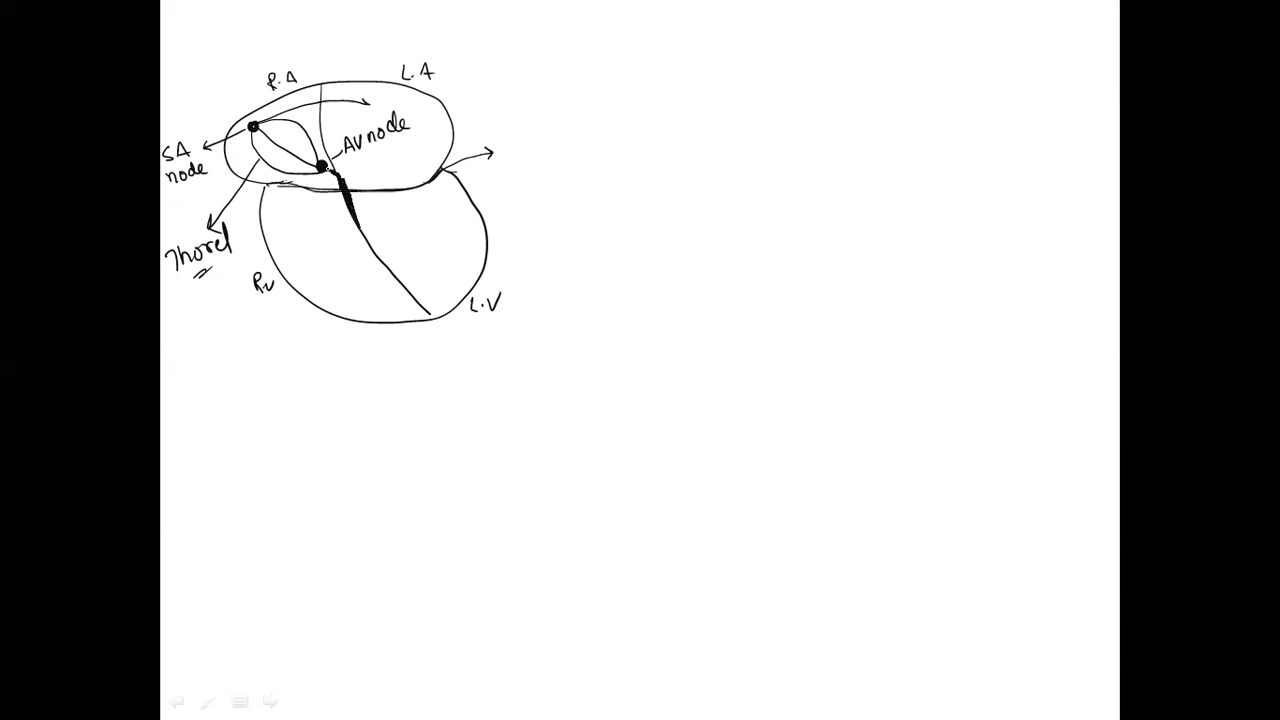 R.A
L.A
AV node
SA
node
Thorel
RV
L.V